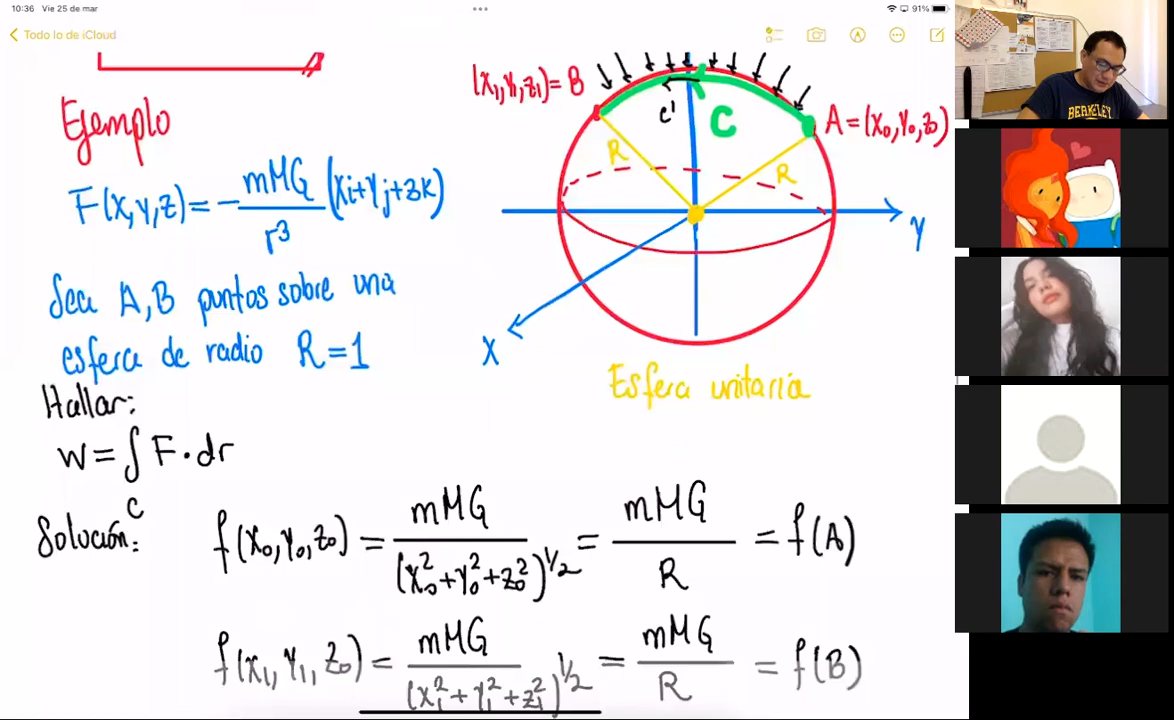 10:36 Vie 25 de mar
91%
Todo lo de iCloud
Ejemplo
F(x,y,z) = - mMG / r³ (xi+yj+zk)
Sea A,B puntos sobre una
esfera de radio R=1
Hallar:
W = ∫ F · dr
C
Solución:
(x₁,y₁,z₁) = B
A = (x₀,y₀,z₀)
c'
C
R
R
y
x
Esfera unitaria
f(x₀,y₀,z₀) = mMG / (x₀²+y₀²+z₀²)^1/2 = mMG / R = f(A)
f(x₁,y₁,z₀) = mMG / (x₁²+y₁²+z₁²)^1/2 = mMG / R = f(B)
BERKELEY